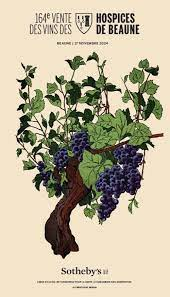 164e VENTE
DES VINS DES
HOSPICES
DE BEAUNE
BEAUNE | 17 NOVEMBRE 2024
Sotheby's